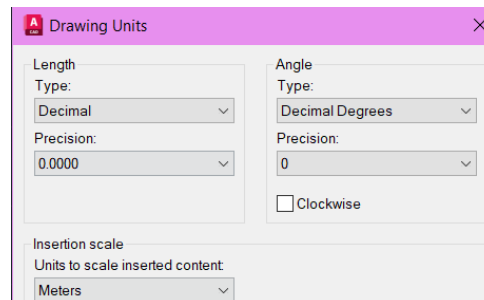 A
CAD
Drawing Units
Length
Type:
Decimal
Precision:
0.0000
Angle
Type:
Decimal Degrees
Precision:
0
Clockwise
Insertion scale
Units to scale inserted content:
Meters